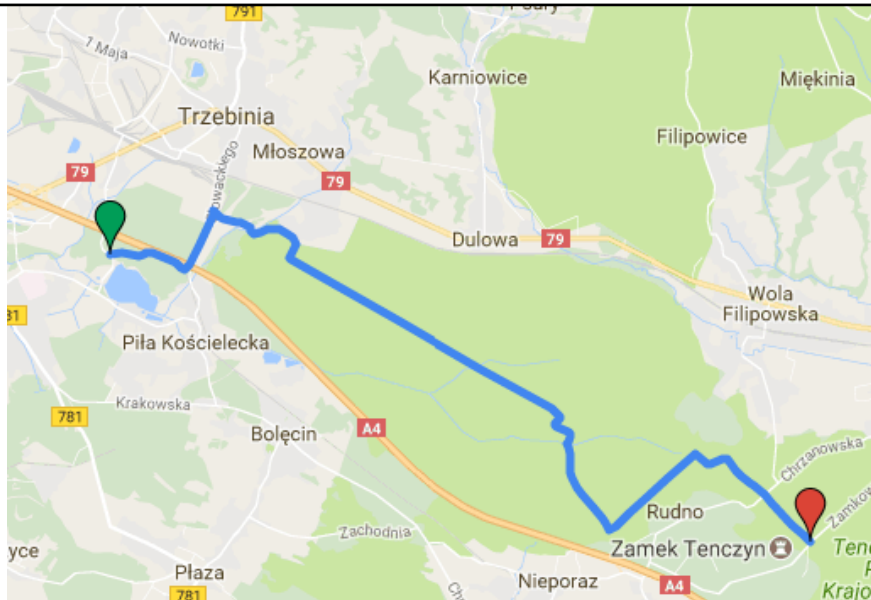 791
1 Maja
Nowotki
Karniowice
Miękinia
Trzebinia
Filipowice
Młoszowa
79
79
Dulowa
79
Wola
Filipowska
Piła Kościelecka
Krakowska
781
A4
Bolęcin
Chrzanowska
Rudno
Zachodnia
Zamek Tenczyn
Nieporaz
A4
Płaza
781